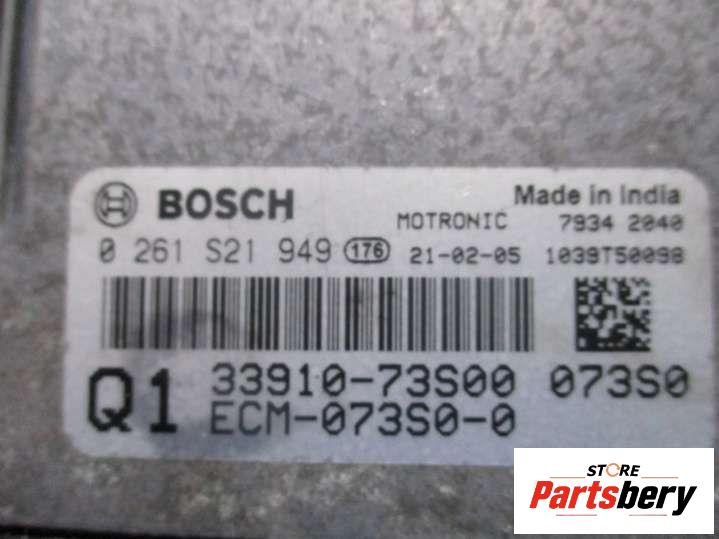 BOSCH
Made in India
MOTRONIC 7934 2040
0 261 S21 949 176 21-02-05 1039T50098
Q1 33910-73S00 073S0
ECM-073S0-0
STORE
Partsbery